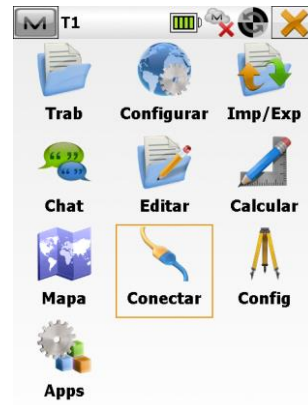 M T1
Trab Configurar Imp/Exp
Chat Editar Calcular
Mapa Conectar Config
Apps